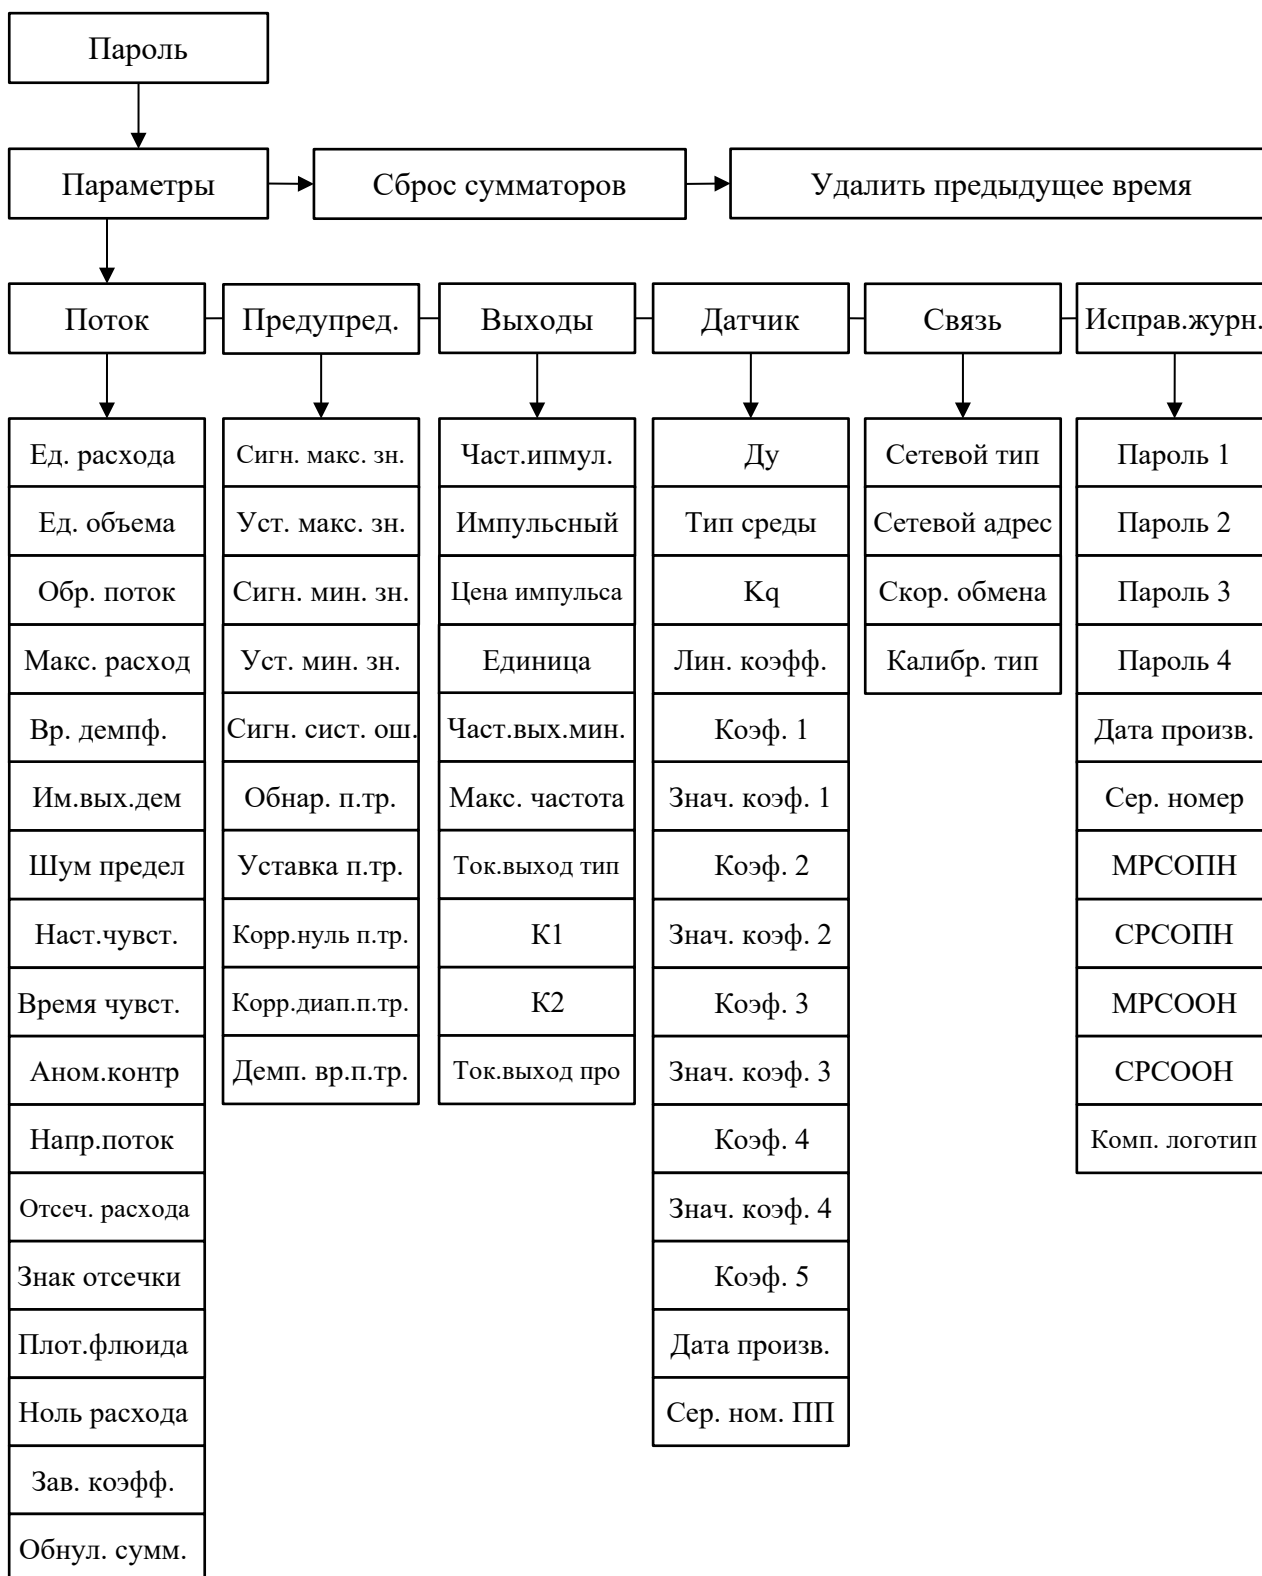 Пароль
Параметры
Сброс сумматоров
Удалить предыдущее время
Поток
Предупред.
Выходы
Датчик
Связь
Исправ.журн.
Ед. расхода
Ед. объема
Обр. поток
Макс. расход
Вр. демпф.
Им.вых.дем
Шум предел
Наст.чувст.
Время чувст.
Аном.контр
Напр.поток
Отсеч. расхода
Знак отсечки
Плот.флюида
Ноль расхода
Зав. коэфф.
Обнул. сумм.
Сигн. макс. зн.
Уст. макс. зн.
Сигн. мин. зн.
Уст. мин. зн.
Сигн. сист. ош.
Обнар. п.тр.
Уставка п.тр.
Корр.нуль п.тр.
Корр.диап.п.тр.
Демп. вр.п.тр.
Част.ипмул.
Импульсный
Цена импульса
Единица
Част.вых.мин.
Макс. частота
Ток.выход тип
К1
К2
Ток.выход про
Ду
Тип среды
Kq
Лин. коэфф.
Коэф. 1
Знач. коэф. 1
Коэф. 2
Знач. коэф. 2
Коэф. 3
Знач. коэф. 3
Коэф. 4
Знач. коэф. 4
Коэф. 5
Дата произв.
Сер. ном. ПП
Сетевой тип
Сетевой адрес
Скор. обмена
Калибр. тип
Пароль 1
Пароль 2
Пароль 3
Пароль 4
Дата произв.
Сер. номер
МРСОПН
СРСОПН
МРСООН
СРСООН
Комп. логотип